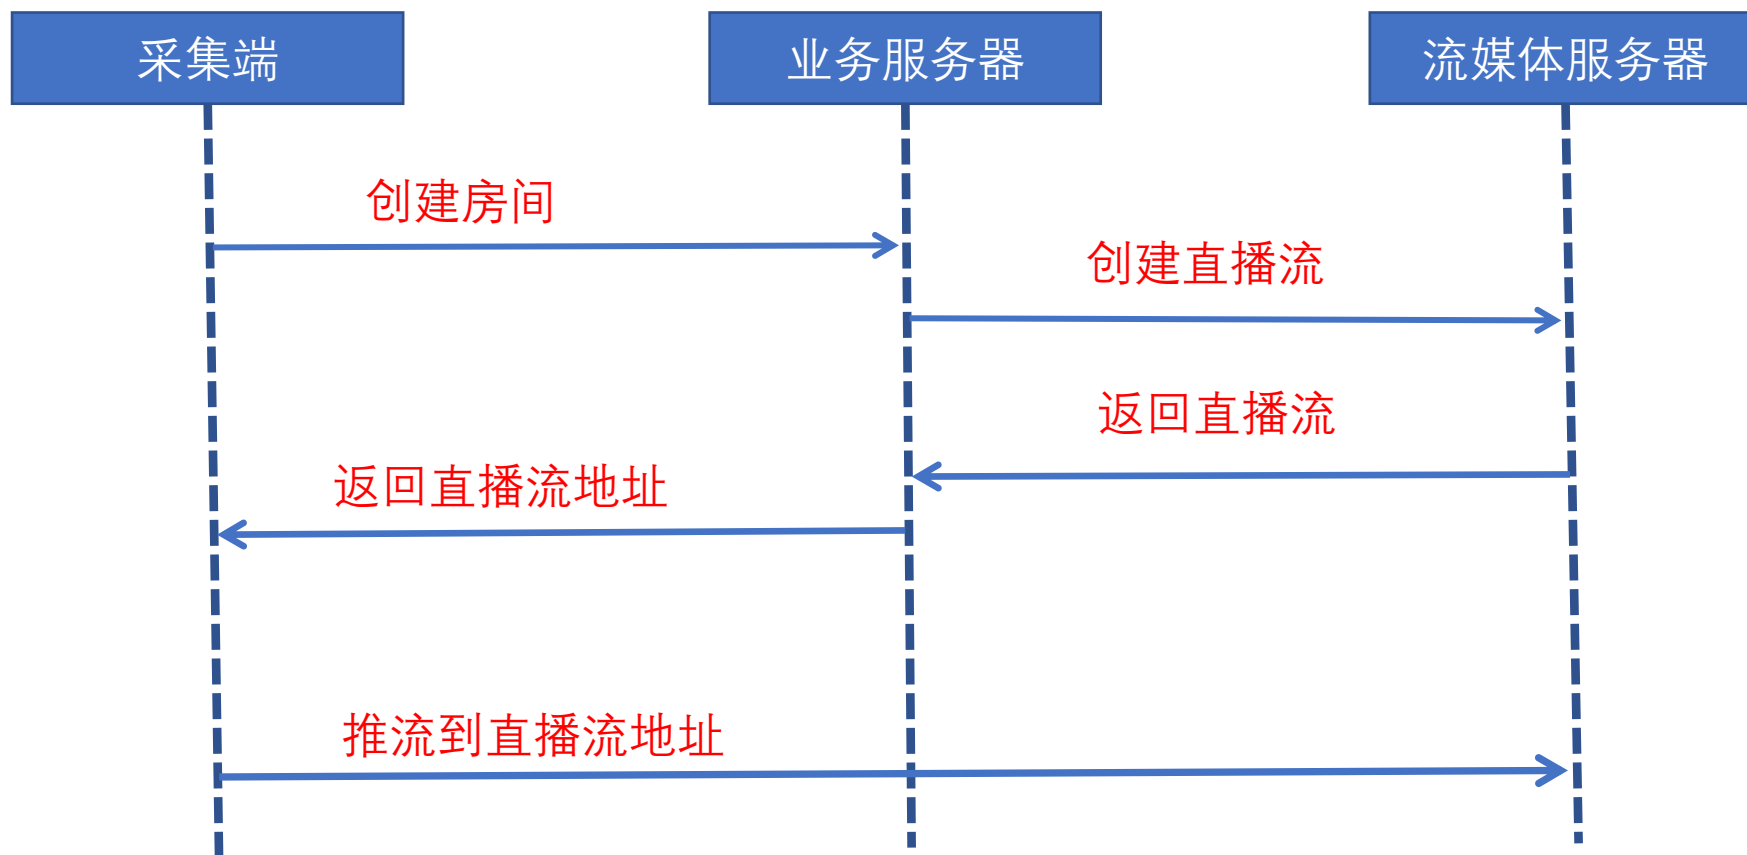 采集端
业务服务器
流媒体服务器
创建房间
创建直播流
返回直播流
返回直播流地址
推流到直播流地址